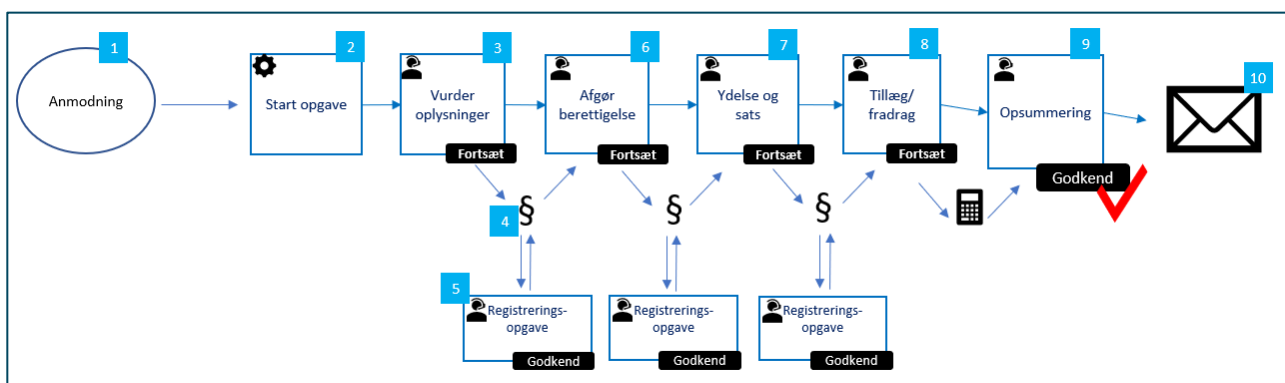 1
Anmodning
2
Start opgave
3
Vurder
oplysninger
Fortsæt
4
§
5
Registrerings-
opgave
Godkend
6
Afgør
berettigelse
Fortsæt
§
Registrerings-
opgave
Godkend
7
Ydelse og
sats
Fortsæt
§
Registrerings-
opgave
Godkend
8
Tillæg/
fradrag
Fortsæt
9
Opsummering
Godkend
10